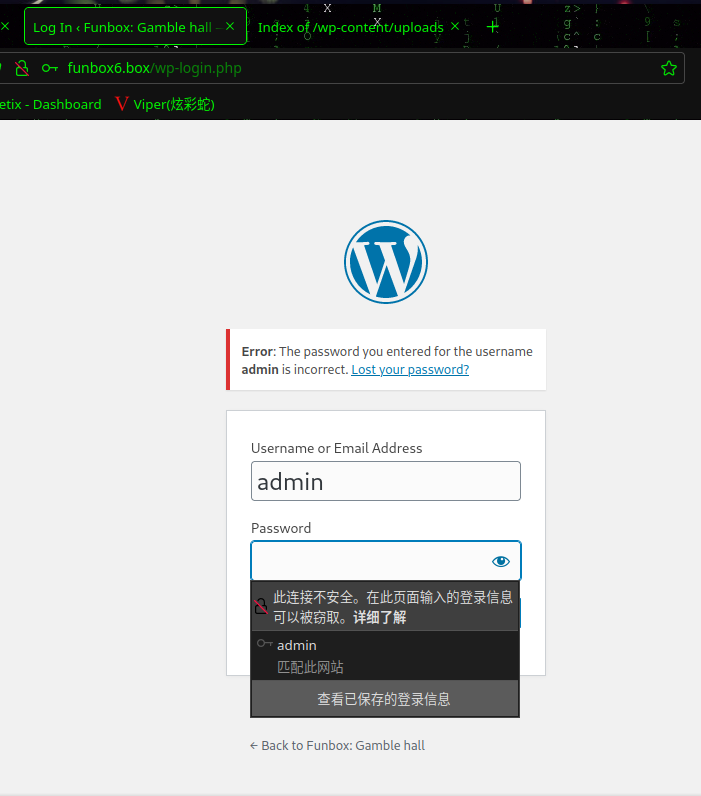 Log In ‹ Funbox: Gamble hall –
Index of /wp-content/uploads
funbox6.box/wp-login.php
etix - Dashboard
Viper(炫彩蛇)
Error: The password you entered for the username
admin is incorrect. Lost your password?
Username or Email Address
admin
Password
此连接不安全。在此页面输入的登录信息
可以被窃取。详细了解
admin
匹配此网站
查看已保存的登录信息
← Back to Funbox: Gamble hall